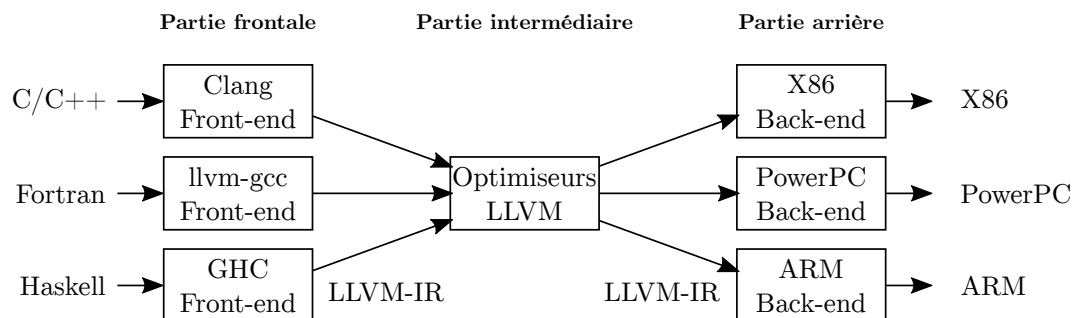 Partie frontale
Partie intermédiaire
Partie arrière
C/C++
Clang
Front-end
X86
Back-end
X86
Fortran
llvm-gcc
Front-end
Optimiseurs
LLVM
PowerPC
Back-end
PowerPC
Haskell
GHC
Front-end
LLVM-IR
LLVM-IR
ARM
Back-end
ARM